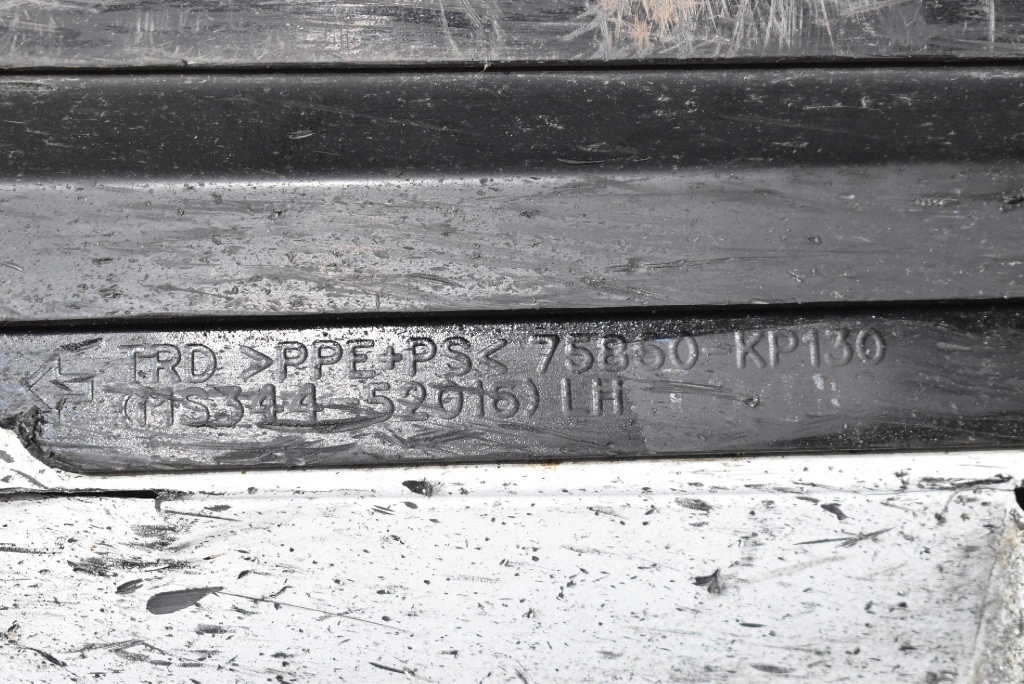 TRD >PPE+PS< 75860-KP130
(MS344-52016) LH